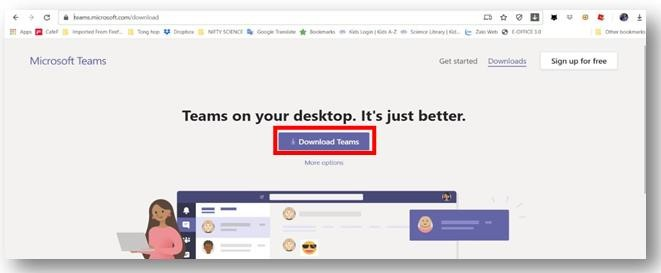 teams.microsoft.com/download
Apps CafeF Imported From Firef... Tong hop Dropbox NIFTY SCIENCE Google Translate Bookmarks Kids Login | Kids A-Z Science Library | Kid... Zalo Web E-OFFICE 3.0 Other bookmarks
Microsoft Teams Get started Downloads Sign up for free
Teams on your desktop. It's just better.
Download Teams
More options